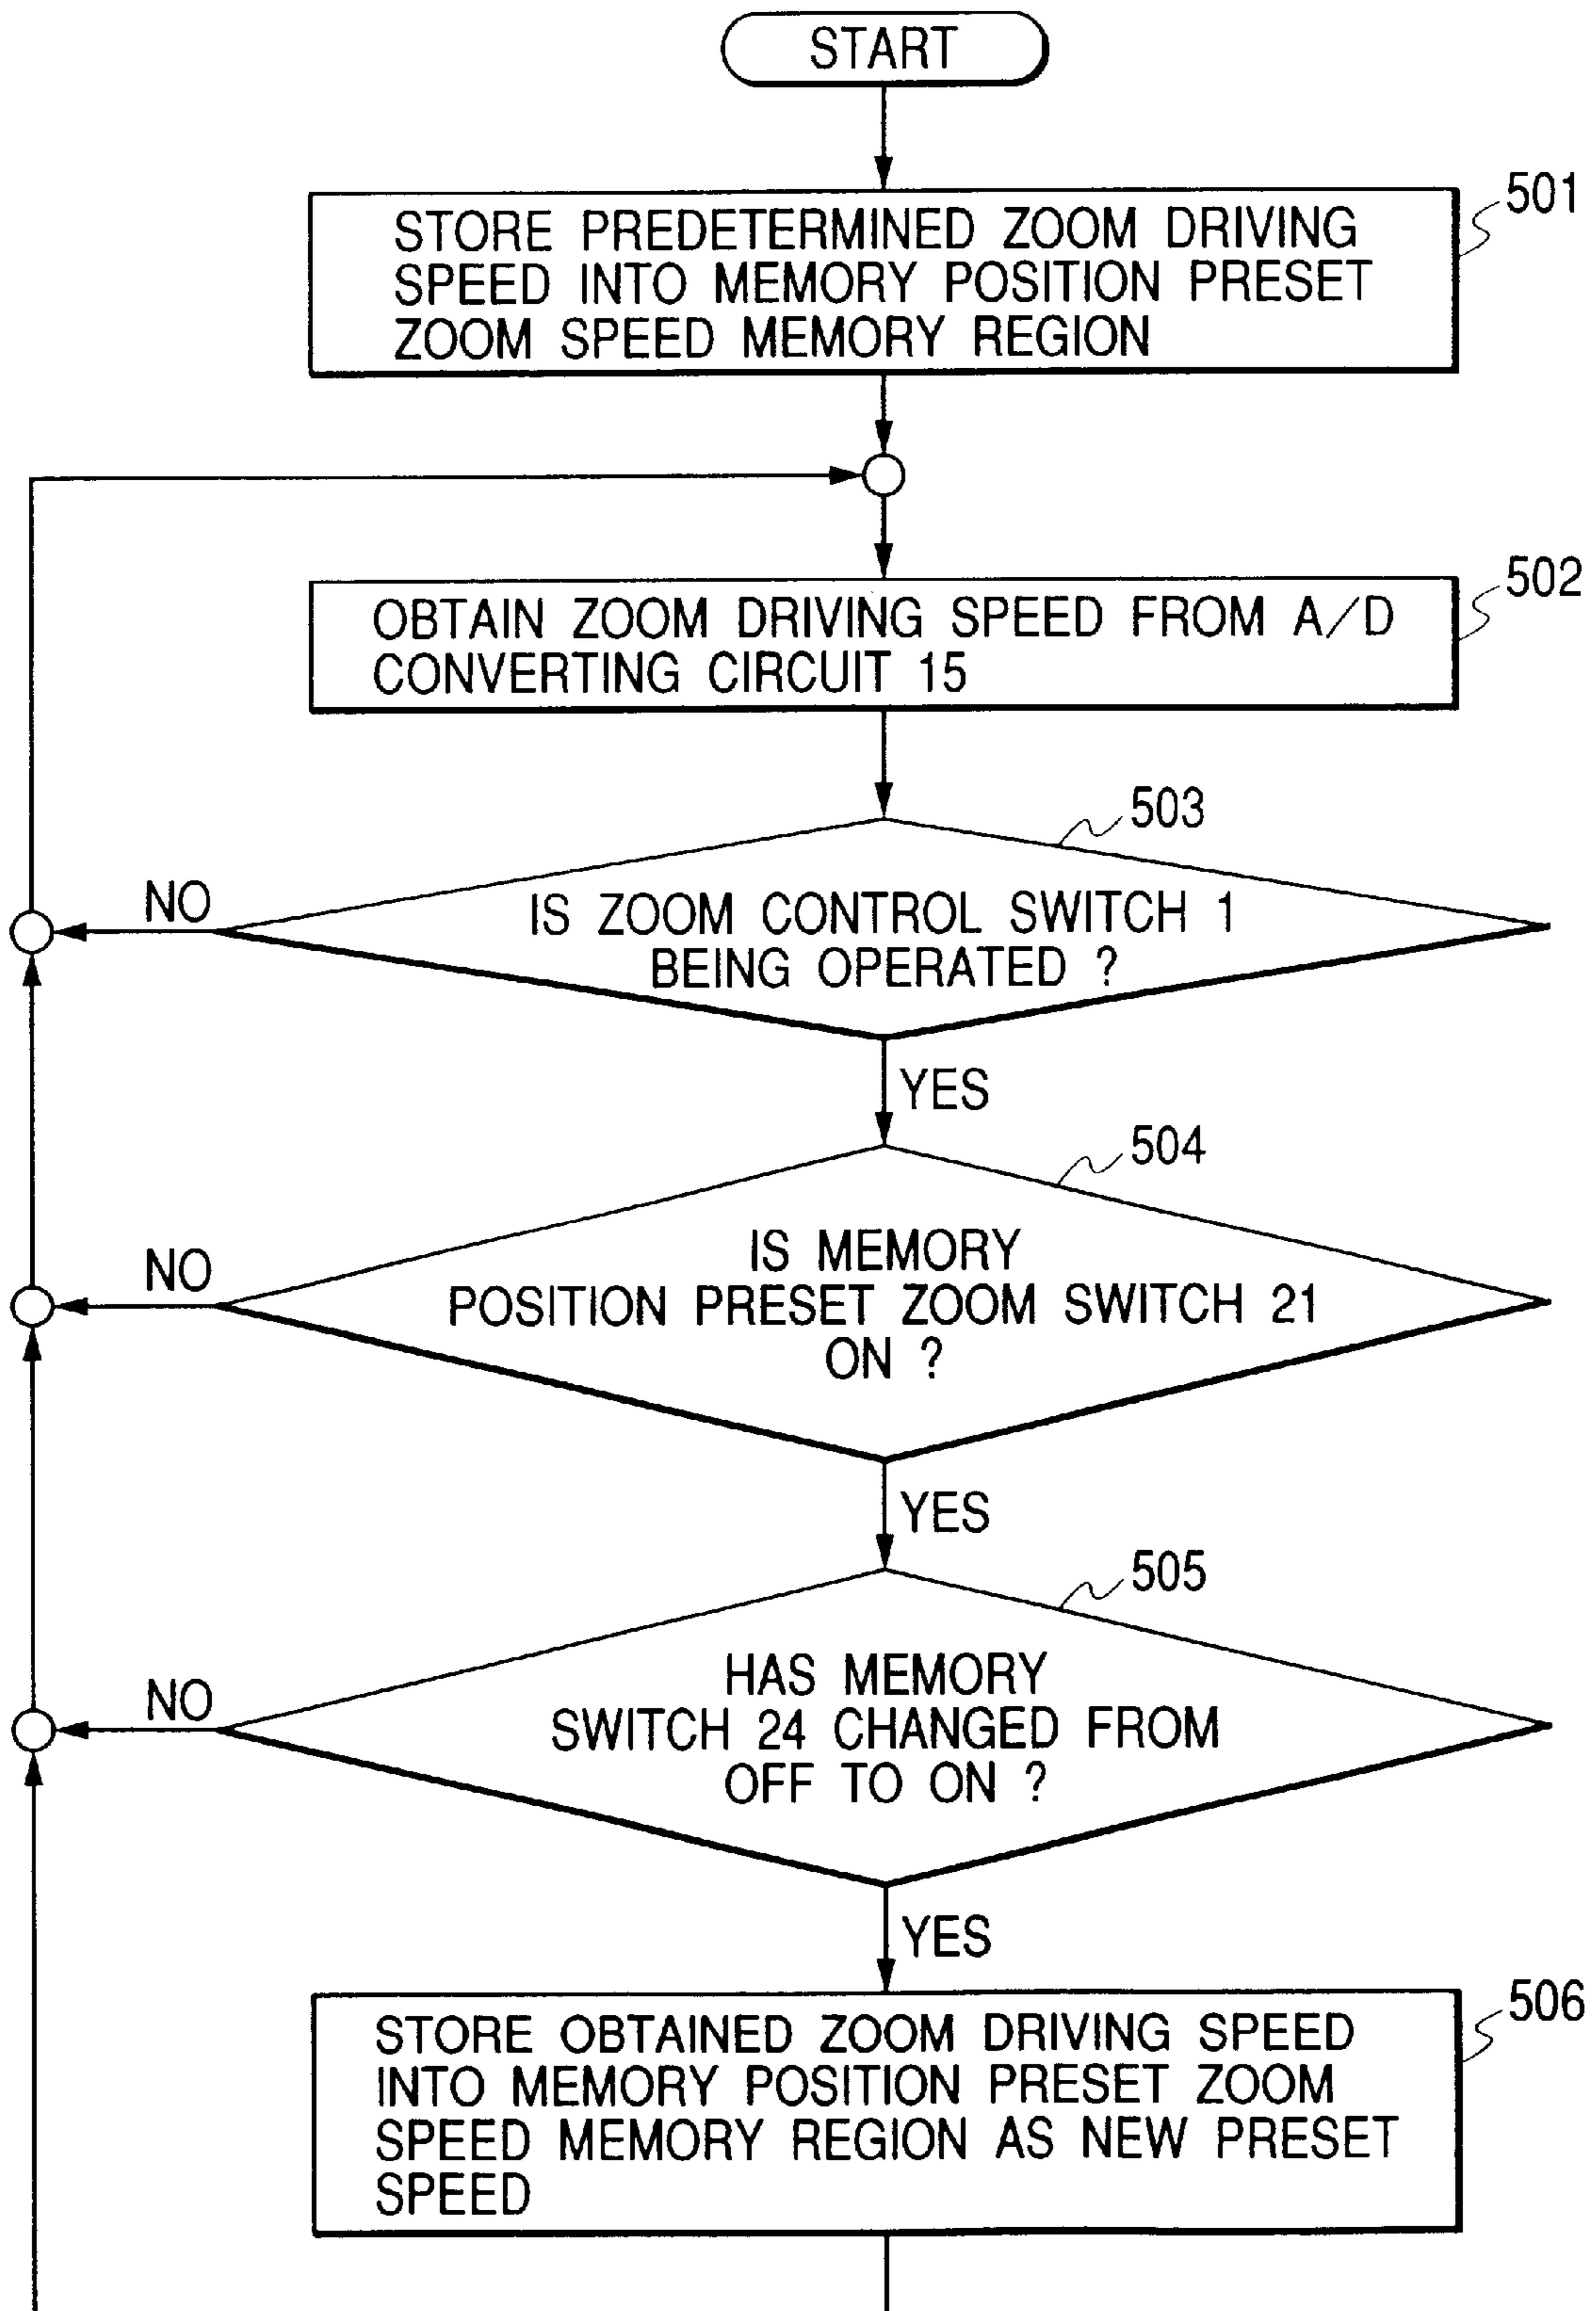 START
501
STORE PREDETERMINED ZOOM DRIVING
SPEED INTO MEMORY POSITION PRESET
ZOOM SPEED MEMORY REGION
502
OBTAIN ZOOM DRIVING SPEED FROM A/D
CONVERTING CIRCUIT 15
503
NO
IS ZOOM CONTROL SWITCH 1
BEING OPERATED ?
YES
504
NO
IS MEMORY
POSITION PRESET ZOOM SWITCH 21
ON ?
YES
505
NO
HAS MEMORY
SWITCH 24 CHANGED FROM
OFF TO ON ?
YES
506
STORE OBTAINED ZOOM DRIVING SPEED
INTO MEMORY POSITION PRESET ZOOM
SPEED MEMORY REGION AS NEW PRESET
SPEED